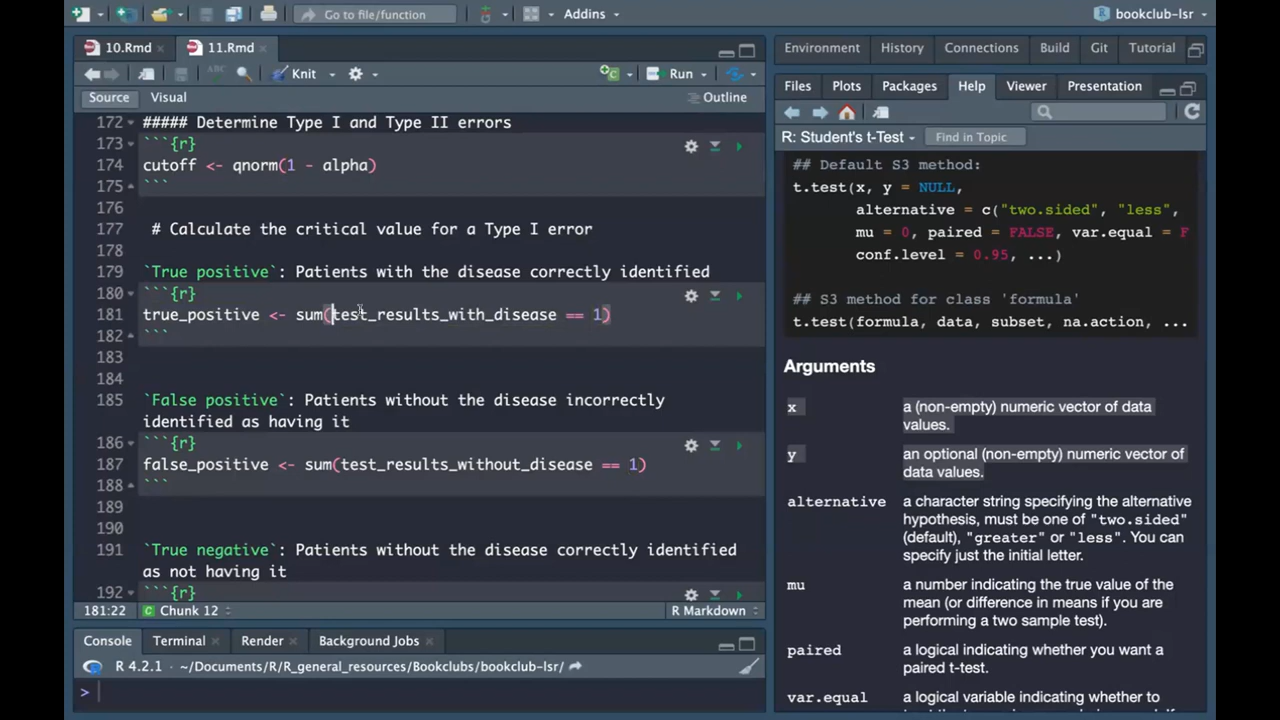 Go to file/function
Addins
bookclub-lsr
10.Rmd
11.Rmd
Environment
History
Connections
Build
Git
Tutorial
ABC
Knit
Run
Source
Visual
Outline
Files
Plots
Packages
Help
Viewer
Presentation
R: Student's t-Test
Find in Topic
172 ##### Determine Type I and Type II errors
173 ```{r}
174 cutoff <- qnorm(1 - alpha)
175 ```
176
177 # Calculate the critical value for a Type I error
178
179 `True positive`: Patients with the disease correctly identified
180 ```{r}
181 true_positive <- sum(test_results_with_disease == 1)
182 ```
183
184
185 `False positive`: Patients without the disease incorrectly
identified as having it
186 ```{r}
187 false_positive <- sum(test_results_without_disease == 1)
188 ```
189
190
191 `True negative`: Patients without the disease correctly identified
as not having it
192 ```{r}
181:22
Chunk 12
R Markdown
Console
Terminal
Render
Background Jobs
R 4.2.1 · ~/Documents/R/R_general_resources/Bookclubs/bookclub-lsr/
>
## Default S3 method:
t.test(x, y = NULL,
alternative = c("two.sided", "less",
mu = 0, paired = FALSE, var.equal = F
conf.level = 0.95, ...)
## S3 method for class 'formula'
t.test(formula, data, subset, na.action, ...
Arguments
x a (non-empty) numeric vector of data
values.
y an optional (non-empty) numeric vector of
data values.
alternative a character string specifying the alternative
hypothesis, must be one of "two.sided"
(default), "greater" or "less". You can
specify just the initial letter.
mu a number indicating the true value of the
mean (or difference in means if you are
performing a two sample test).
paired a logical indicating whether you want a
paired t-test.
var.equal a logical variable indicating whether to